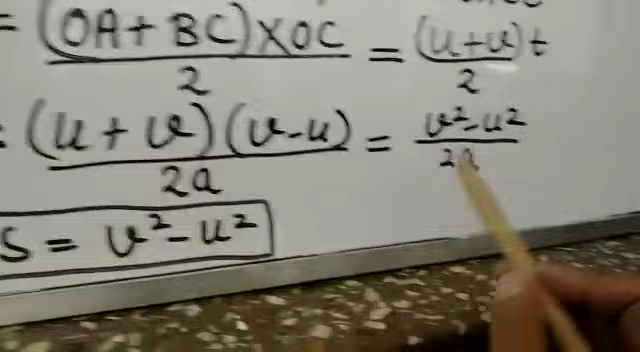 = (OA + BC) × OC / 2 = (u + v) t / 2
= (u + v) (v - u) / 2a = v² - u² / 2a
s = v² - u²